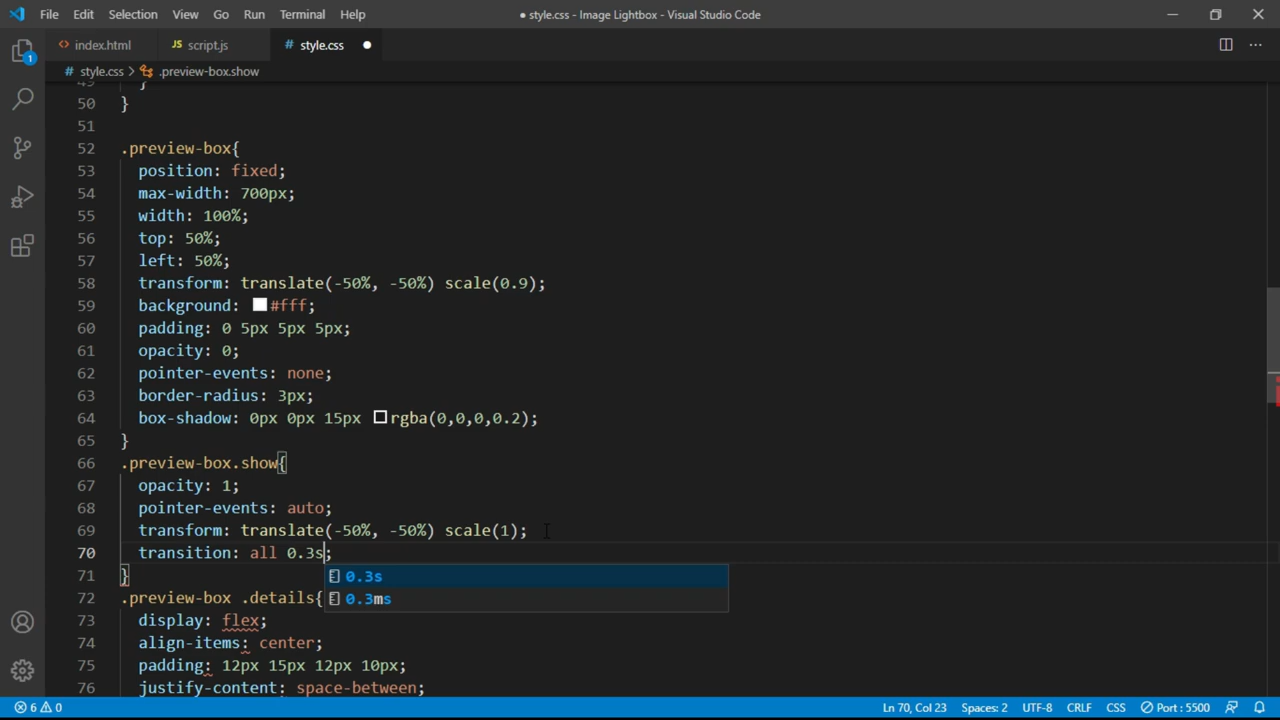 File Edit Selection View Go Run Terminal Help
● style.css - Image Lightbox - Visual Studio Code
index.html
JS script.js
# style.css ●
# style.css > .preview-box.show
1
49 }
50 }
51
52 .preview-box{
53 position: fixed;
54 max-width: 700px;
55 width: 100%;
56 top: 50%;
57 left: 50%;
58 transform: translate(-50%, -50%) scale(0.9);
59 background: #fff;
60 padding: 0 5px 5px 5px;
61 opacity: 0;
62 pointer-events: none;
63 border-radius: 3px;
64 box-shadow: 0px 0px 15px rgba(0,0,0,0.2);
65 }
66 .preview-box.show{
67 opacity: 1;
68 pointer-events: auto;
69 transform: translate(-50%, -50%) scale(1);
70 transition: all 0.3s;
71 }
0.3s
72 .preview-box .details{
0.3ms
73 display: flex;
74 align-items: center;
75 padding: 12px 15px 12px 10px;
76 justify-content: space-between;
6 0
Ln 70, Col 23 Spaces: 2 UTF-8 CRLF CSS Port : 5500